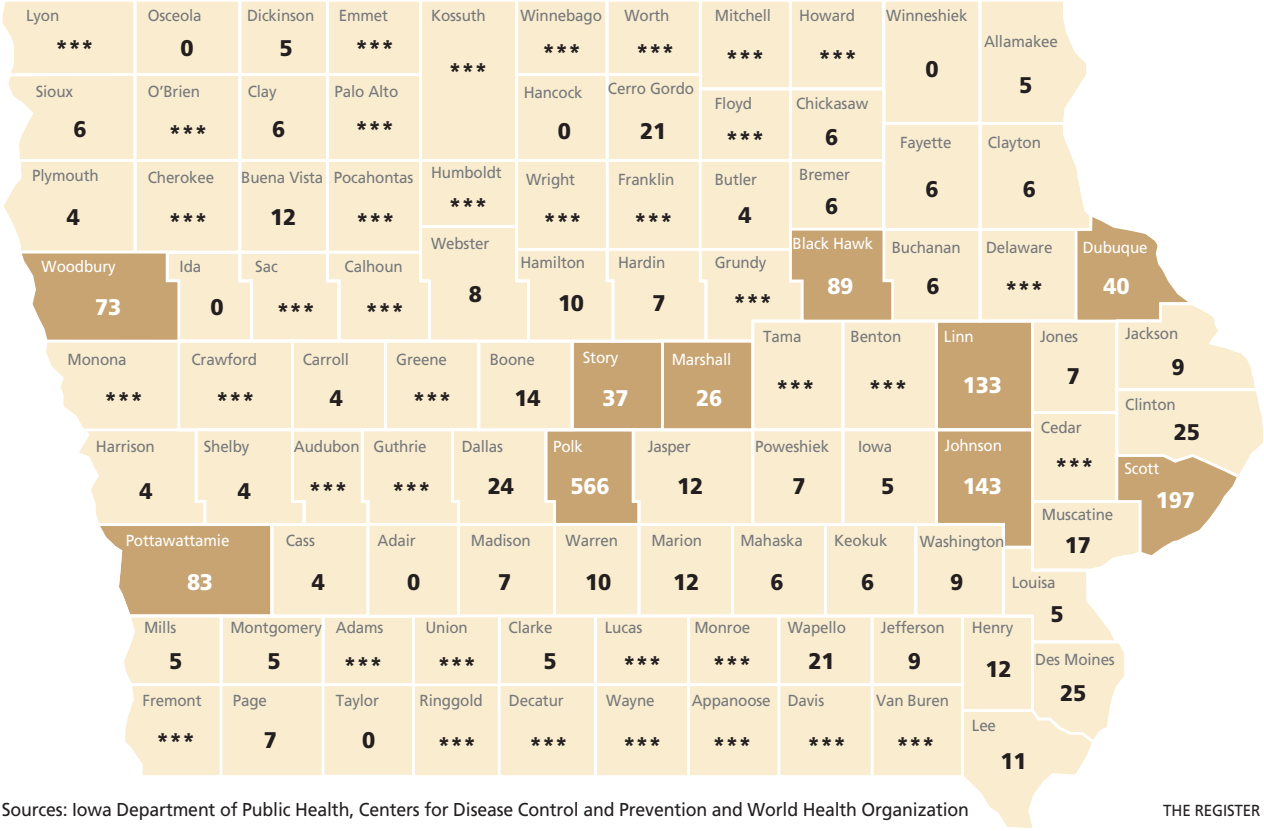 Lyon
***
Osceola
0
Dickinson
5
Emmet
***
Kossuth
***
Winnebago
***
Worth
***
Mitchell
***
Howard
***
Winneshiek
0
Allamakee
5
Sioux
6
O’Brien
***
Clay
6
Palo Alto
***
Hancock
0
Cerro Gordo
21
Floyd
***
Chickasaw
6
Fayette
6
Clayton
6
Plymouth
4
Cherokee
***
Buena Vista
12
Pocahontas
***
Humboldt
***
Wright
***
Franklin
***
Butler
4
Bremer
6
Woodbury
73
Ida
0
Sac
***
Calhoun
***
Webster
8
Hamilton
10
Hardin
7
Grundy
***
Black Hawk
89
Buchanan
6
Delaware
***
Dubuque
40
Monona
***
Crawford
***
Carroll
4
Greene
***
Boone
14
Story
37
Marshall
26
Tama
***
Benton
***
Linn
133
Jones
7
Jackson
9
Clinton
25
Harrison
4
Shelby
4
Audubon
***
Guthrie
***
Dallas
24
Polk
566
Jasper
12
Poweshiek
7
Iowa
5
Johnson
143
Cedar
***
Scott
197
Muscatine
17
Pottawattamie
83
Cass
4
Adair
0
Madison
7
Warren
10
Marion
12
Mahaska
6
Keokuk
6
Washington
9
Louisa
5
Mills
5
Montgomery
5
Adams
***
Union
***
Clarke
5
Lucas
***
Monroe
***
Wapello
21
Jefferson
9
Henry
12
Des Moines
25
Fremont
***
Page
7
Taylor
0
Ringgold
***
Decatur
***
Wayne
***
Appanoose
***
Davis
***
Van Buren
***
Lee
11
Sources: Iowa Department of Public Health, Centers for Disease Control and Prevention and World Health Organization
THE REGISTER